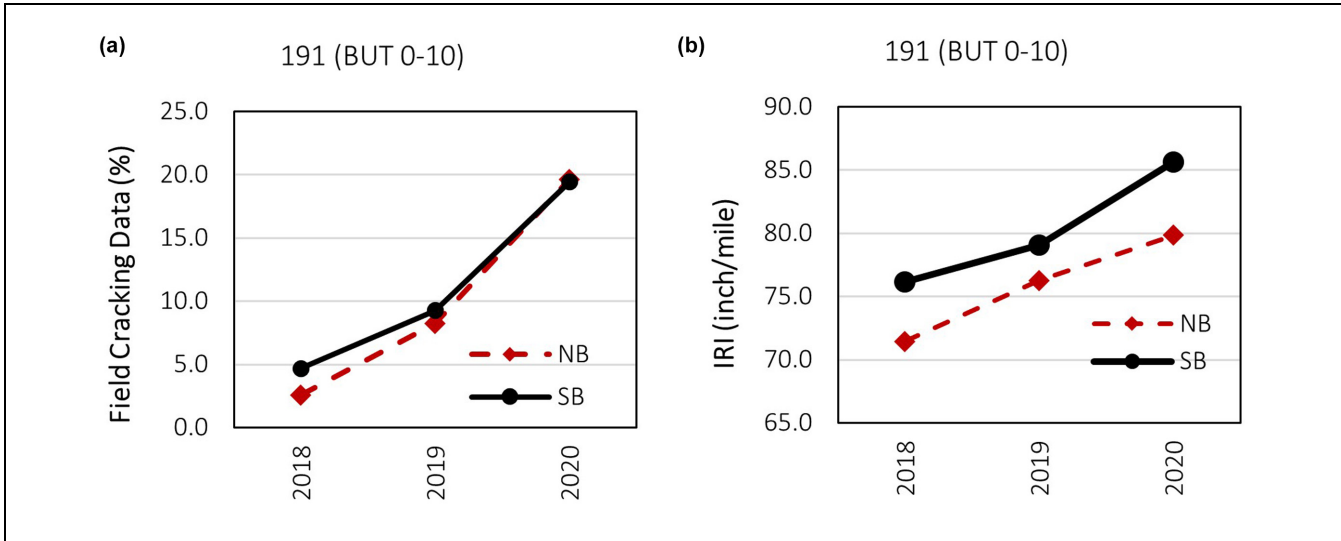 (a)
191 (BUT 0-10)
Field Cracking Data (%)
25.0
20.0
15.0
10.0
5.0
0.0
NB
SB
2018
2019
2020
(b)
191 (BUT 0-10)
IRI (inch/mile)
90.0
85.0
80.0
75.0
70.0
65.0
NB
SB
2018
2019
2020